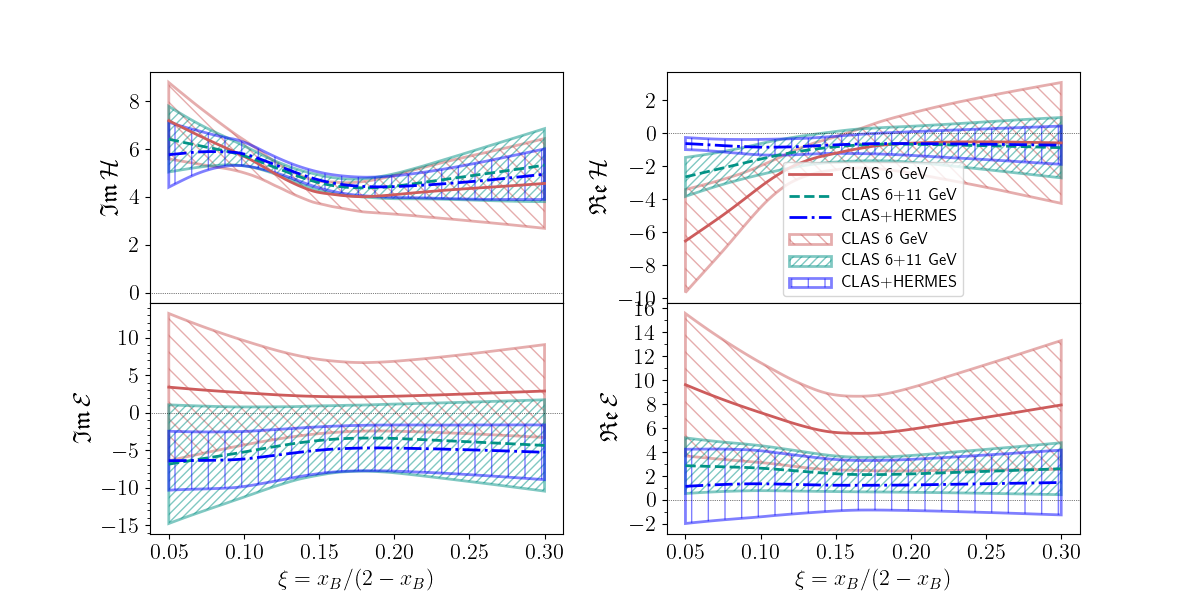 8
6
4
2
0
ℑ𝔪 ℋ
2
0
−2
−4
−6
−8
−10
ℜ𝔢 ℋ
CLAS 6 GeV
CLAS 6+11 GeV
CLAS+HERMES
CLAS 6 GeV
CLAS 6+11 GeV
CLAS+HERMES
10
5
0
−5
−10
−15
ℑ𝔪 ℰ
0.05 0.10 0.15 0.20 0.25 0.30
ξ = x_B/(2 − x_B)
16
14
12
10
8
6
4
2
0
−2
ℜ𝔢 ℰ
0.05 0.10 0.15 0.20 0.25 0.30
ξ = x_B/(2 − x_B)